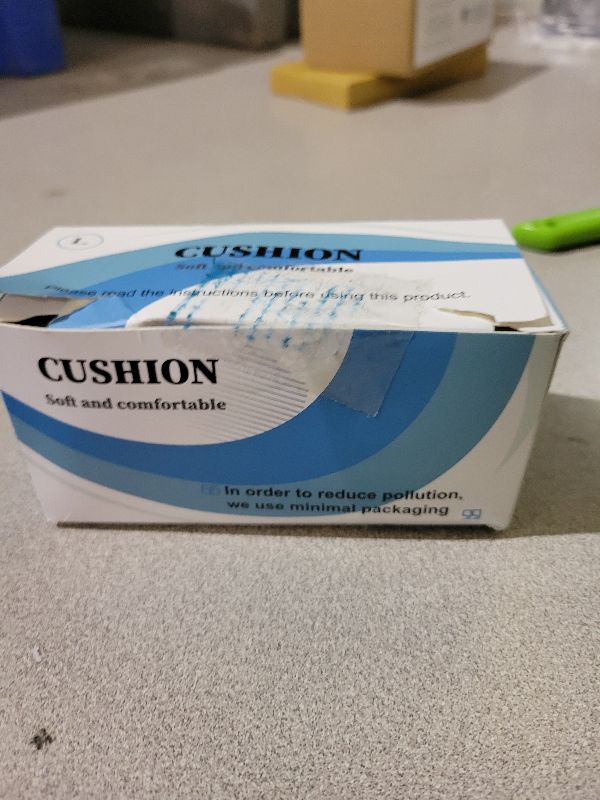 L
CUSHION
Soft and comfortable
Please read the instructions before using this product.
CUSHION
Soft and comfortable
In order to reduce pollution,
we use minimal packaging